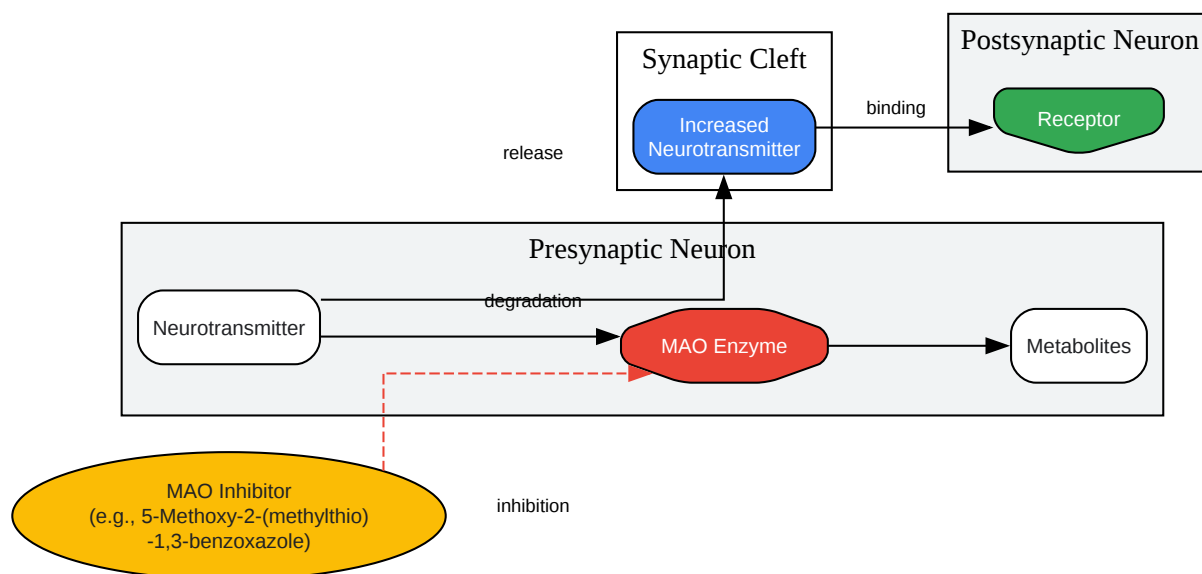 Postsynaptic Neuron
Synaptic Cleft
Increased
Neurotransmitter
binding
Receptor
release
Presynaptic Neuron
degradation
Neurotransmitter
MAO Enzyme
Metabolites
MAO Inhibitor
(e.g., 5-Methoxy-2-(methylthio)
-1,3-benzoxazole)
inhibition